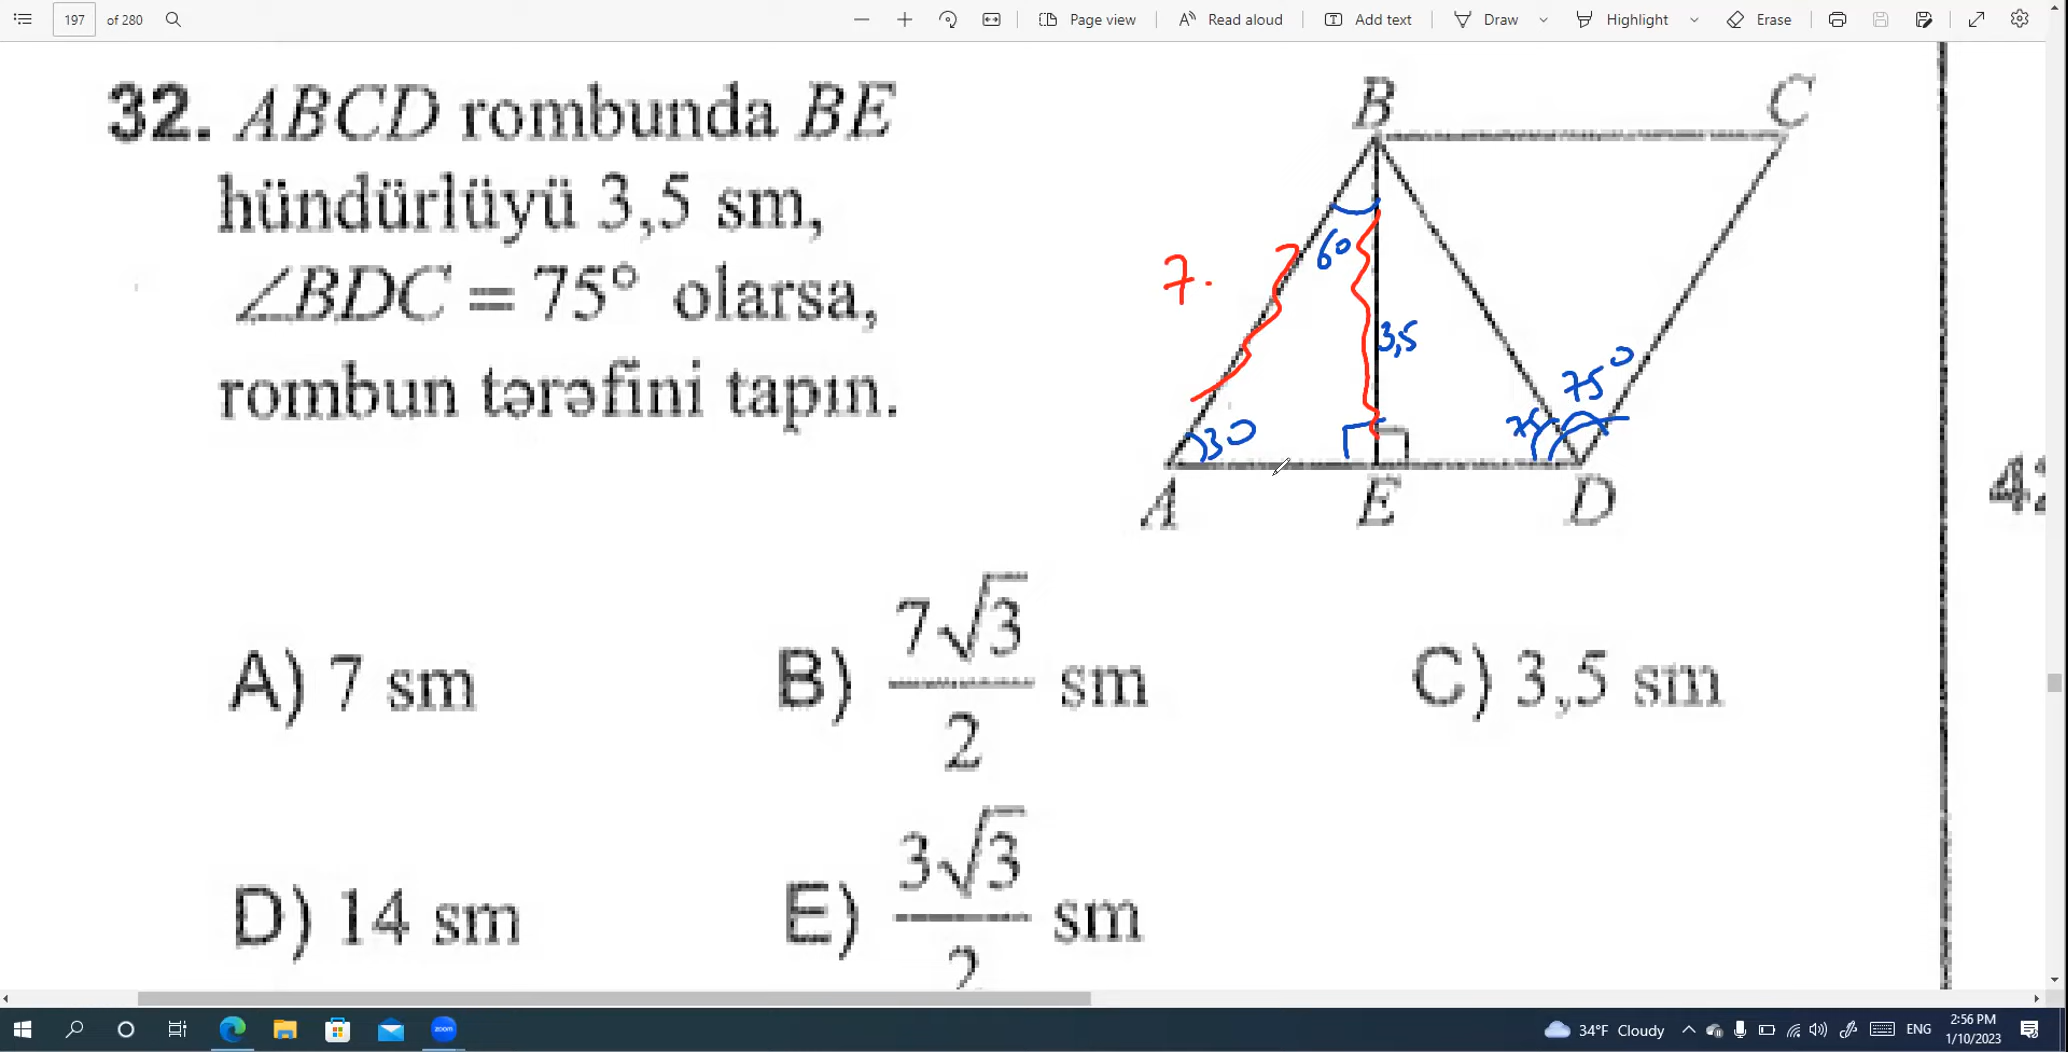 197 of 280 Page view Read aloud Add text Draw Highlight Erase
32. ABCD rombunda BE
hündürlüyü 3,5 sm,
∠BDC = 75° olarsa,
rombun tərəfini tapın.
B C
60
7.
3,5
75°
30
75
A E D
42
A) 7 sm B) 7√3/2 sm C) 3,5 sm
D) 14 sm E) 3√3/2 sm
zoom
34°F Cloudy ENG 2:56 PM
1/10/2023